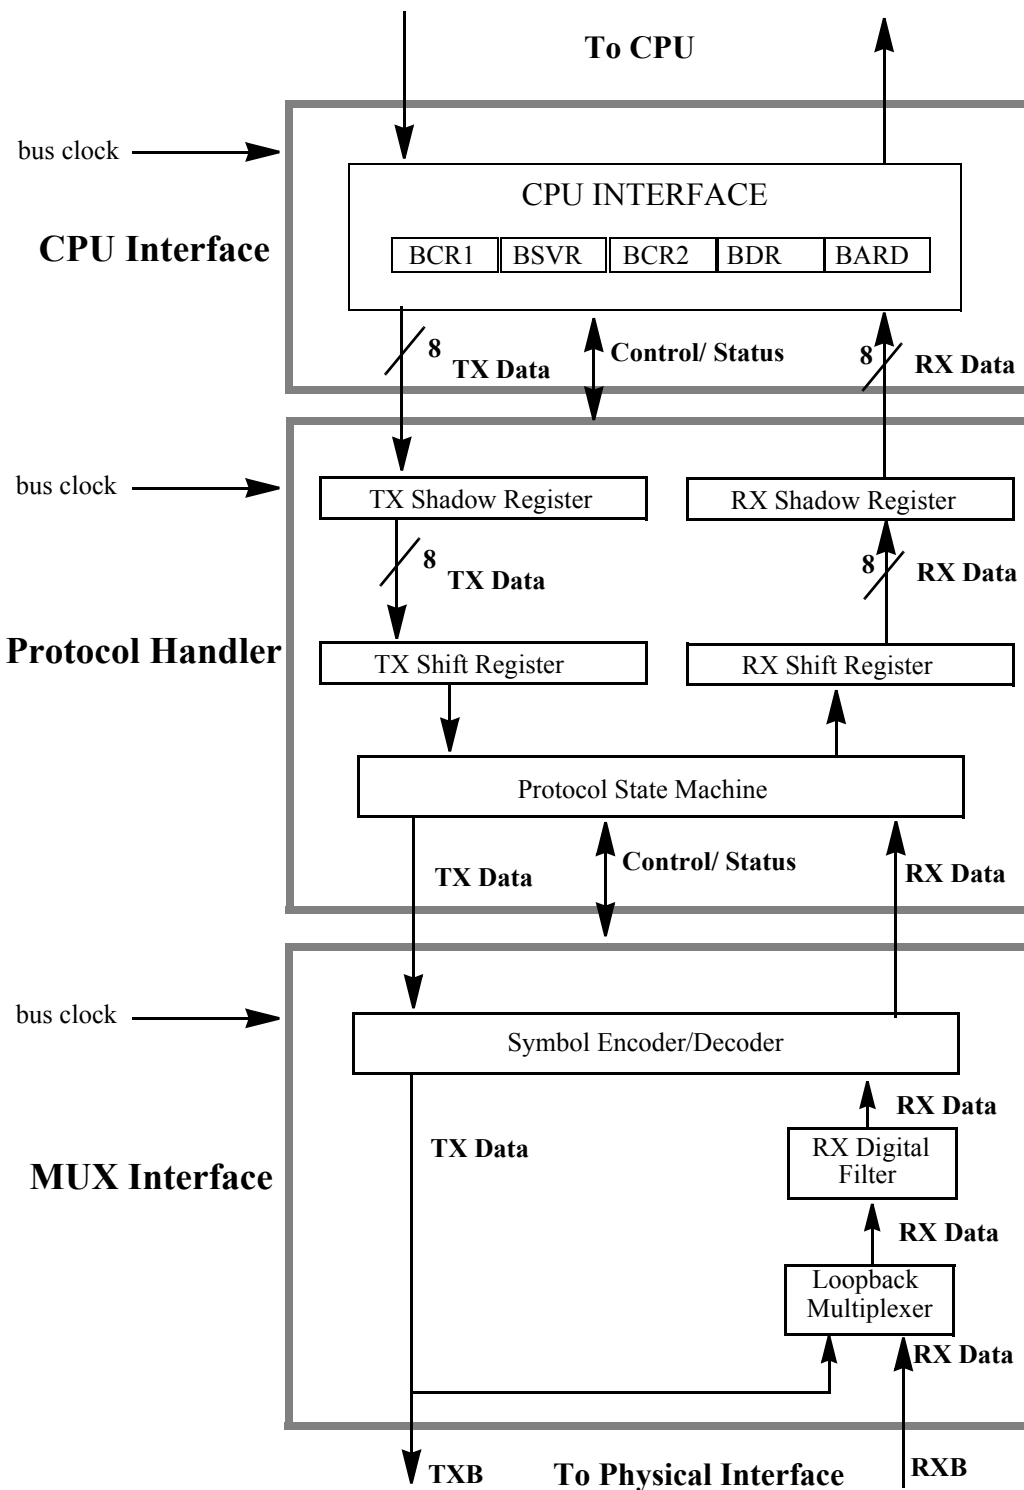 To CPU
bus clock
CPU INTERFACE
CPU Interface
BCR1 BSVR BCR2 BDR BARD
8 TX Data
Control/ Status
8 RX Data
bus clock
TX Shadow Register
RX Shadow Register
8 TX Data
8 RX Data
Protocol Handler
TX Shift Register
RX Shift Register
Protocol State Machine
TX Data
Control/ Status
RX Data
bus clock
Symbol Encoder/Decoder
RX Data
TX Data
RX Digital
Filter
MUX Interface
RX Data
Loopback
Multiplexer
RX Data
TXB
To Physical Interface
RXB